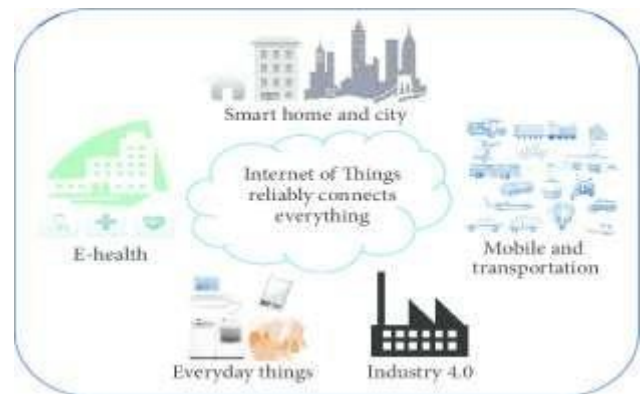 Smart home and city
Internet of Things
reliably connects
everything
E-health
Mobile and
transportation
Everyday things
Industry 4.0